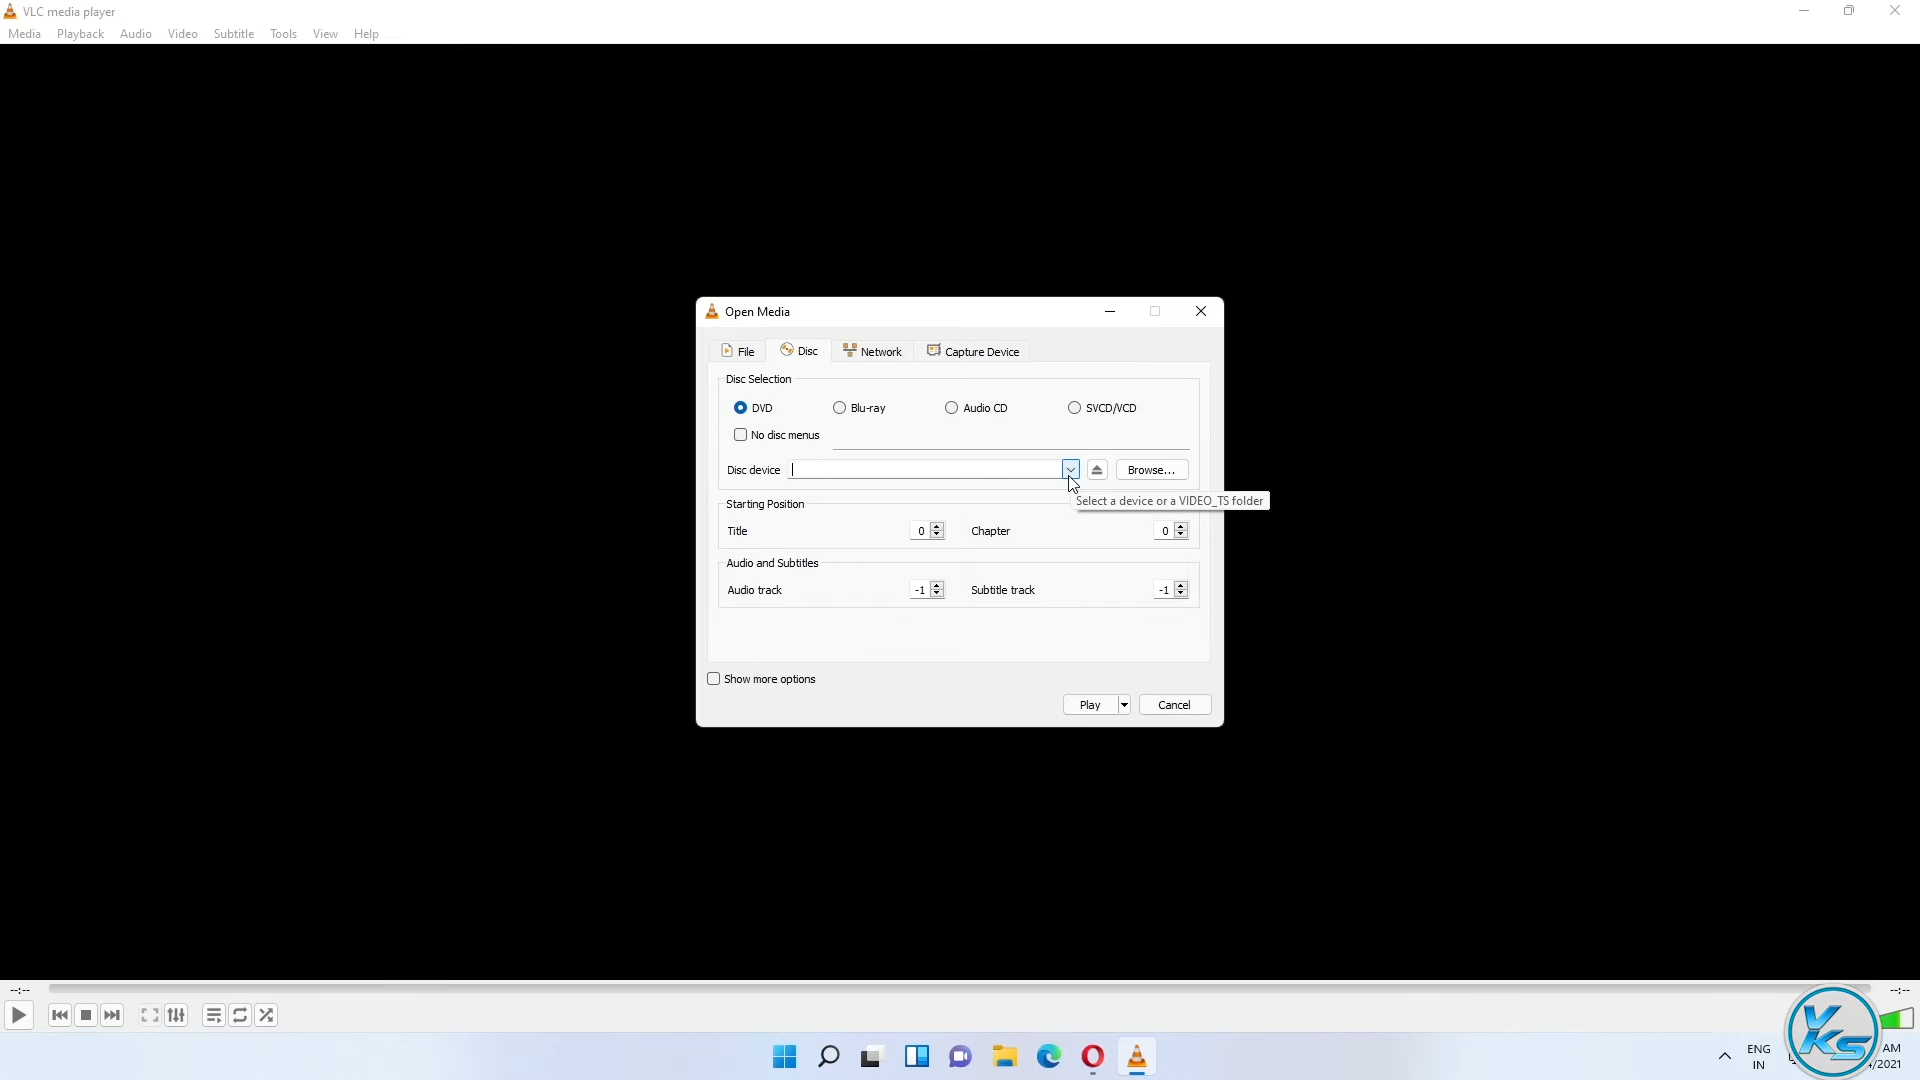 VLC media player
Media Playback Audio Video Subtitle Tools View Help
Open Media
File Disc Network Capture Device
Disc Selection
DVD Blu-ray Audio CD SVCD/VCD
No disc menus
Disc device Browse...
Select a device or a VIDEO_TS folder
Starting Position
Title 0 Chapter 0
Audio and Subtitles
Audio track -1 Subtitle track -1
Show more options
Play Cancel
--:-- --:--
ENG AM
IN /2021
VKS